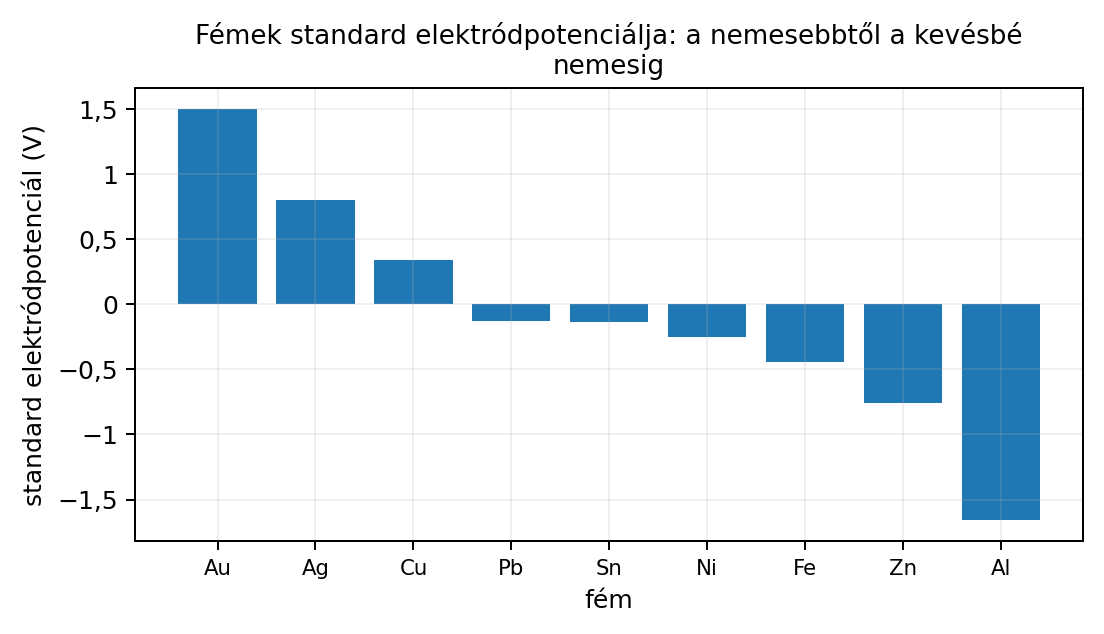 Fémek standard elektródpotenciálja: a nemesebbtől a kevésbé
nemesig
standard elektródpotenciál (V)
1,5
1
0,5
0
−0,5
−1
−1,5
Au Ag Cu Pb Sn Ni Fe Zn Al
fém